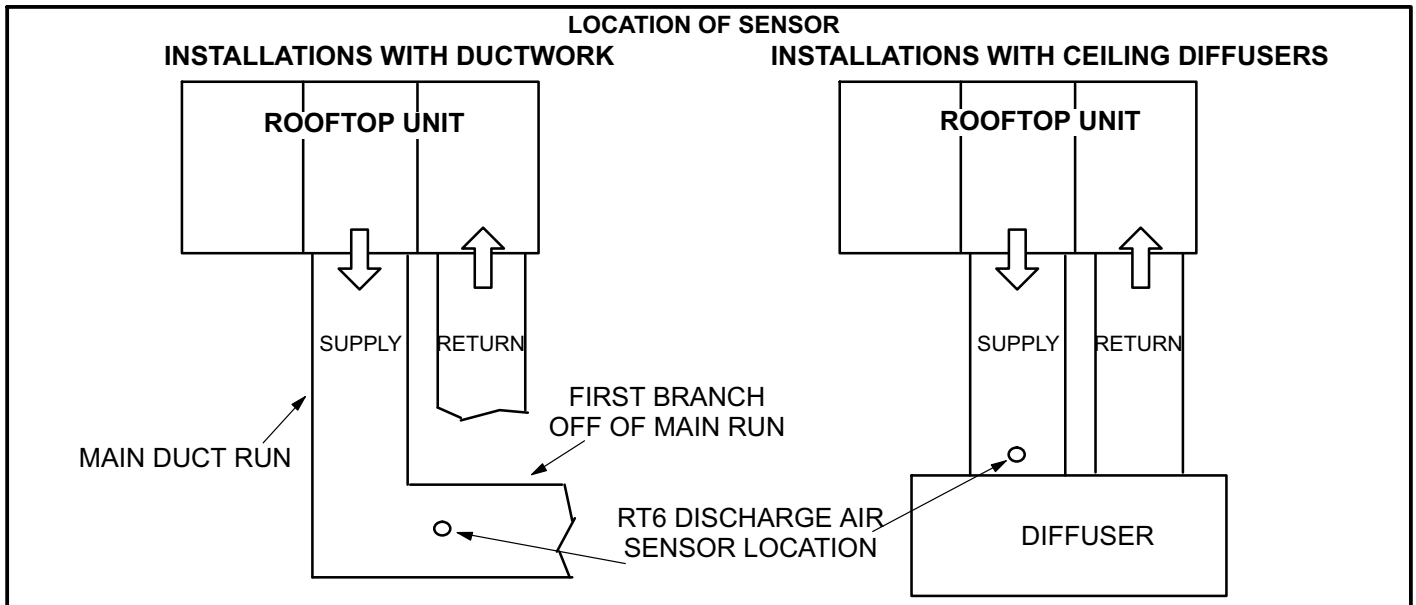 LOCATION OF SENSOR
INSTALLATIONS WITH DUCTWORK
INSTALLATIONS WITH CEILING DIFFUSERS
ROOFTOP UNIT
ROOFTOP UNIT
SUPPLY
RETURN
SUPPLY
RETURN
FIRST BRANCH
OFF OF MAIN RUN
MAIN DUCT RUN
RT6 DISCHARGE AIR
SENSOR LOCATION
DIFFUSER